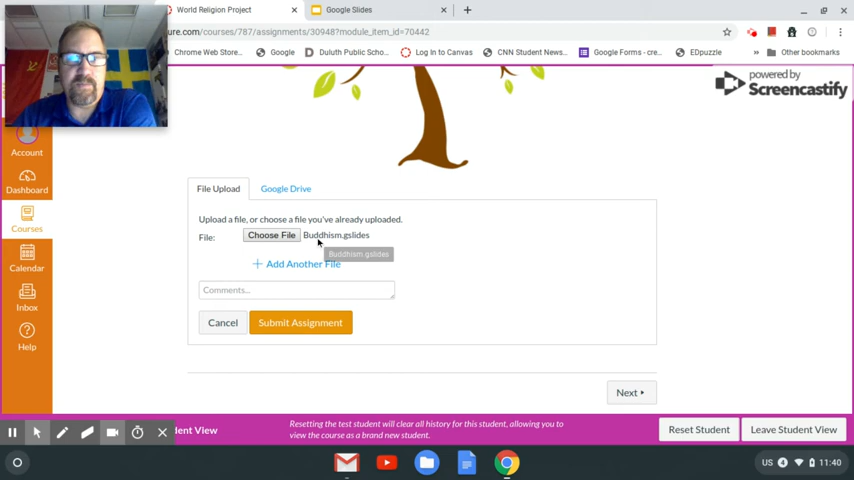 World Religion Project
Google Slides
ure.com/courses/787/assignments/30948?module_item_id=70442
Chrome Web Store...
Google
Duluth Public Scho...
Log In to Canvas
CNN Student News...
Google Forms - cre...
EDpuzzle
»
Other bookmarks
powered by
Screencastify
Account
Dashboard
Courses
Calendar
Inbox
Help
File Upload
Google Drive
Upload a file, or choose a file you've already uploaded.
File:
Choose File
Buddhism.gslides
Buddhism.gslides
+ Add Another File
Comments...
Cancel
Submit Assignment
Next
dent View
Resetting the test student will clear all history for this student, allowing you to
view the course as a brand new student.
Reset Student
Leave Student View
US
4
11:40